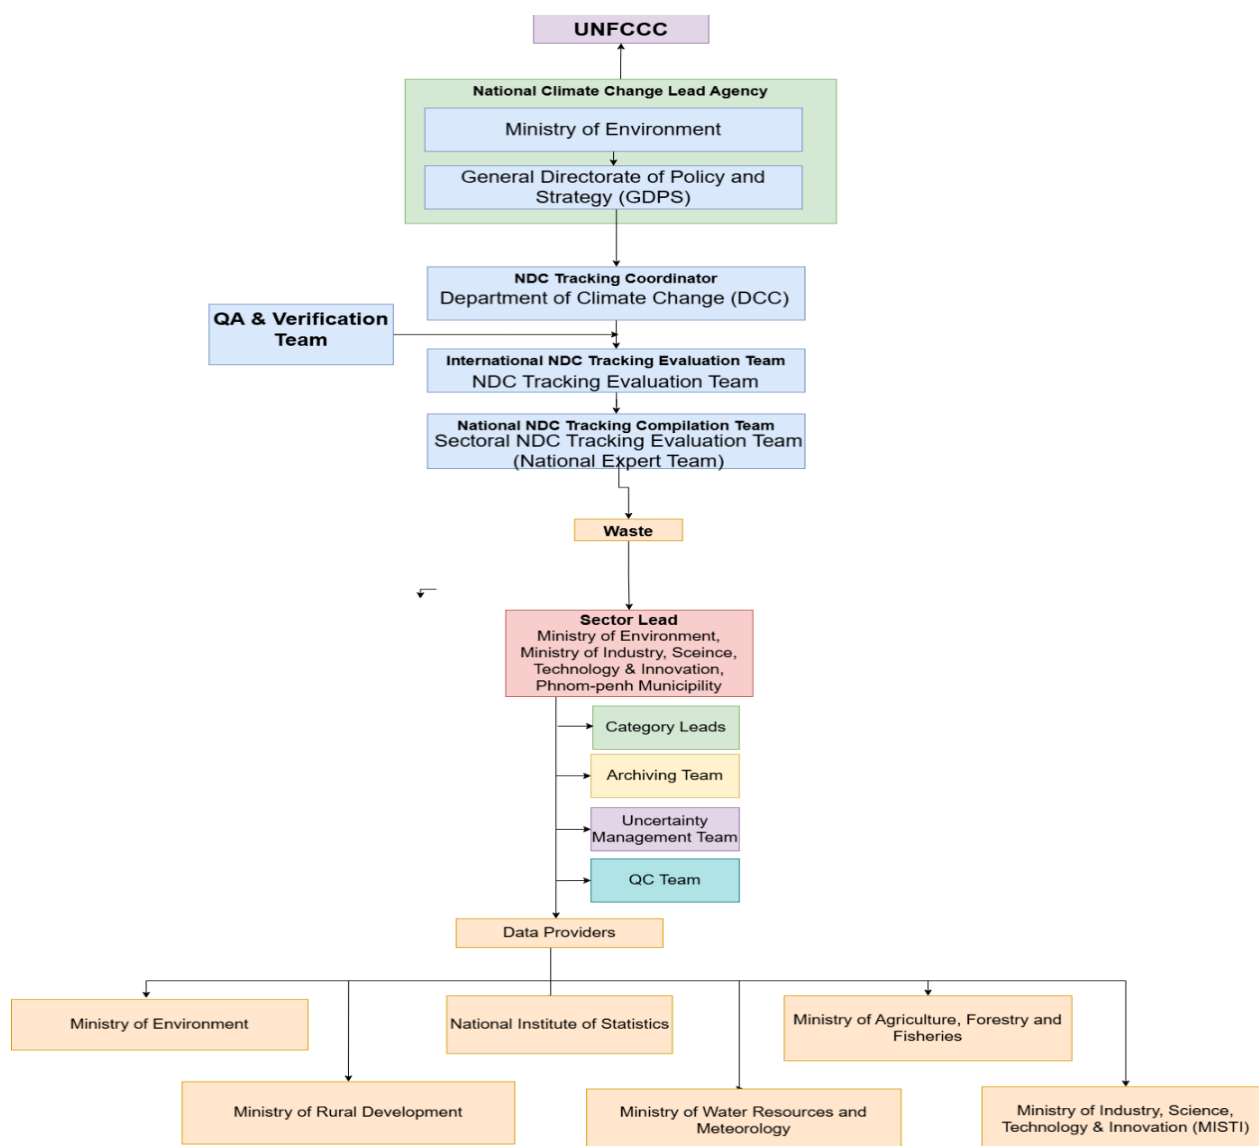 UNFCCC
National Climate Change Lead Agency
Ministry of Environment
General Directorate of Policy and
Strategy (GDPS)
NDC Tracking Coordinator
Department of Climate Change (DCC)
QA & Verification
Team
International NDC Tracking Evaluation Team
NDC Tracking Evaluation Team
National NDC Tracking Compilation Team
Sectoral NDC Tracking Evaluation Team
(National Expert Team)
Waste
Sector Lead
Ministry of Environment,
Ministry of Industry, Sceince,
Technology & Innovation,
Phnom-penh Municipility
Category Leads
Archiving Team
Uncertainty
Management Team
QC Team
Data Providers
Ministry of Environment
National Institute of Statistics
Ministry of Agriculture, Forestry and
Fisheries
Ministry of Rural Development
Ministry of Water Resources and
Meteorology
Ministry of Industry, Science,
Technology & Innovation (MISTI)